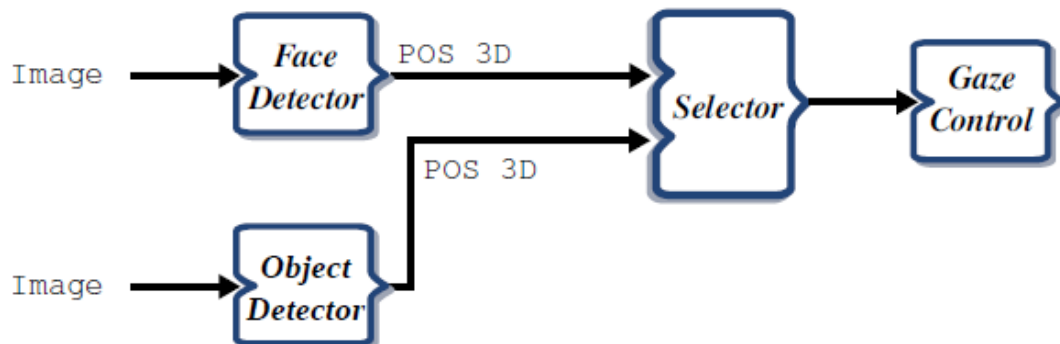 Image
Face
Detector
POS 3D
Selector
Gaze
Control
POS 3D
Image
Object
Detector